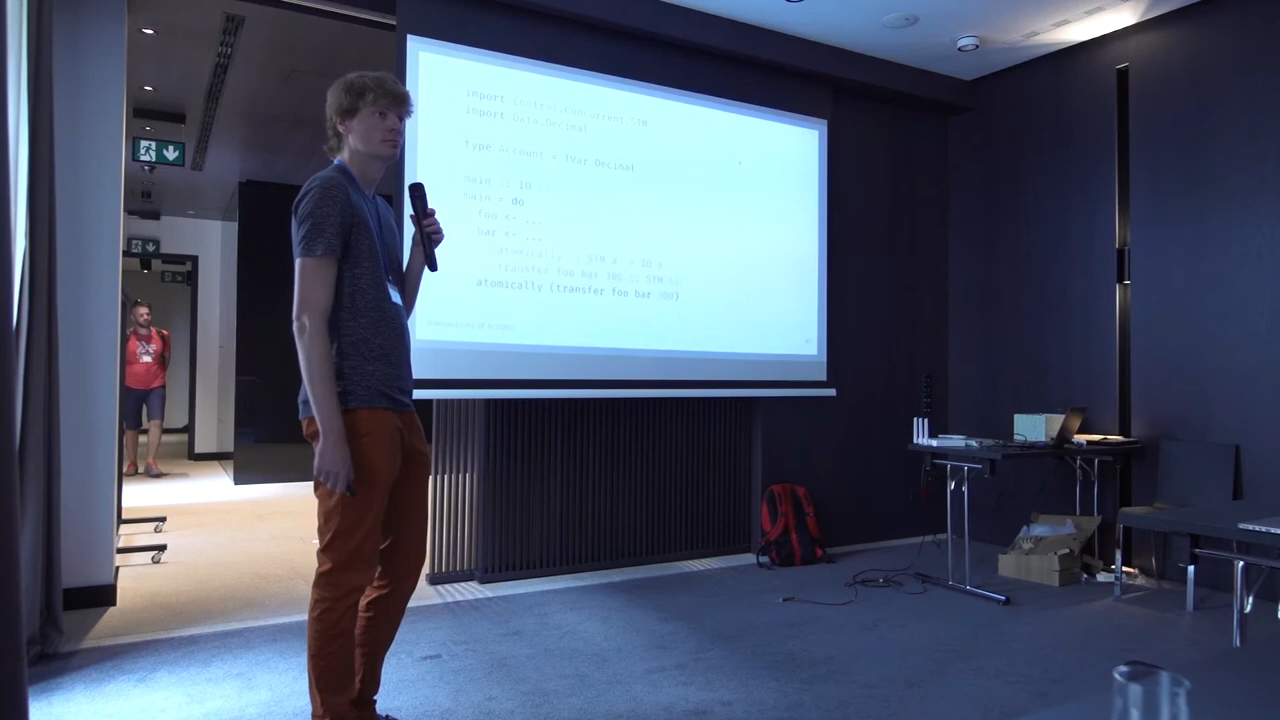 import Control.Concurrent.STM
import Data.Decimal
type Account = TVar Decimal
main :: IO
main = do
foo <- ...
bar <- ...
atomically :: STM a -> IO a
transfer foo bar 100 :: STM ()
atomically (transfer foo bar 100)